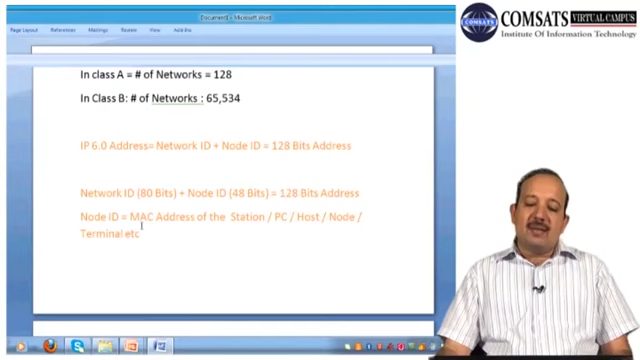 Document1 - Microsoft Word
COMSATS VIRTUAL CAMPUS
Institute Of Information Technology
Page Layout References Mailings Review View Add-Ins
In class A = # of Networks = 128
In Class B: # of Networks : 65,534
IP 6.0 Address= Network ID + Node ID = 128 Bits Address
Network ID (80 Bits) + Node ID (48 Bits) = 128 Bits Address
Node ID = MAC Address of the Station / PC / Host / Node /
Terminal etc